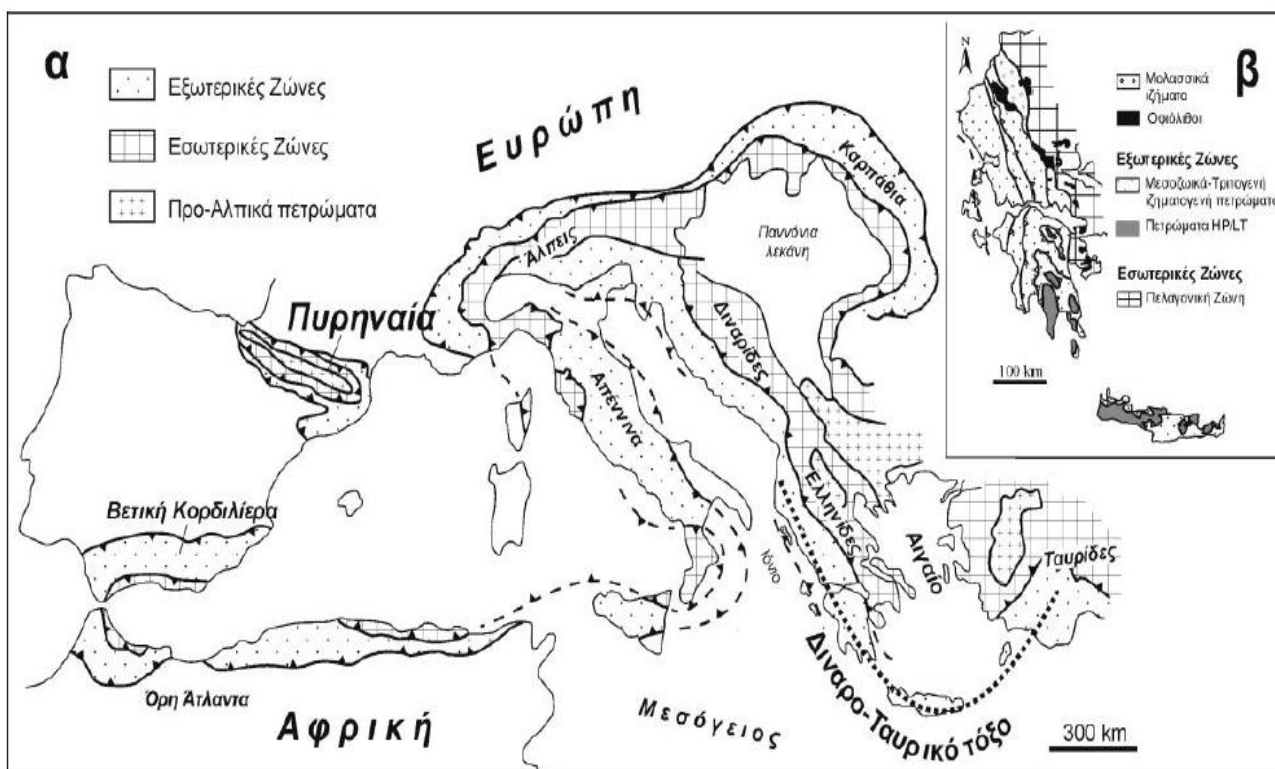 α
Εξωτερικές Ζώνες
Εσωτερικές Ζώνες
Προ-Αλπικά πετρώματα
Ευρώπη
Καρπάθια
Παννόνια
λεκάνη
Άλπεις
Πυρηναία
Διναρίδες
Απέννινα
Βετική Κορδιλιέρα
Ελληνίδες
Αιγαίο
Ιόνιο
Ταυρίδες
Όρη Άτλαντα
Αφρική
Μεσόγειος
Διναρο-Ταυρικό τόξο
300 km
β
N
Μολασσικά
ιζήματα
Οφιόλιθοι
Εξωτερικές Ζώνες
Μεσοζωικά-Τριτογενή
ιζηματογενή πετρώματα
Πετρώματα HP/LT
Εσωτερικές Ζώνες
Πελαγονική Ζώνη
100 km